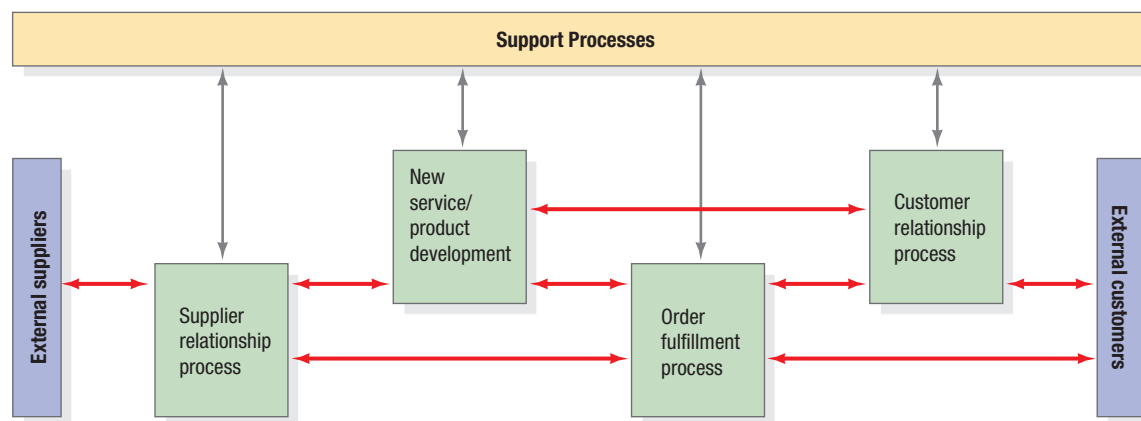 Support Processes
External suppliers
Supplier
relationship
process
New
service/
product
development
Order
fulfillment
process
Customer
relationship
process
External customers